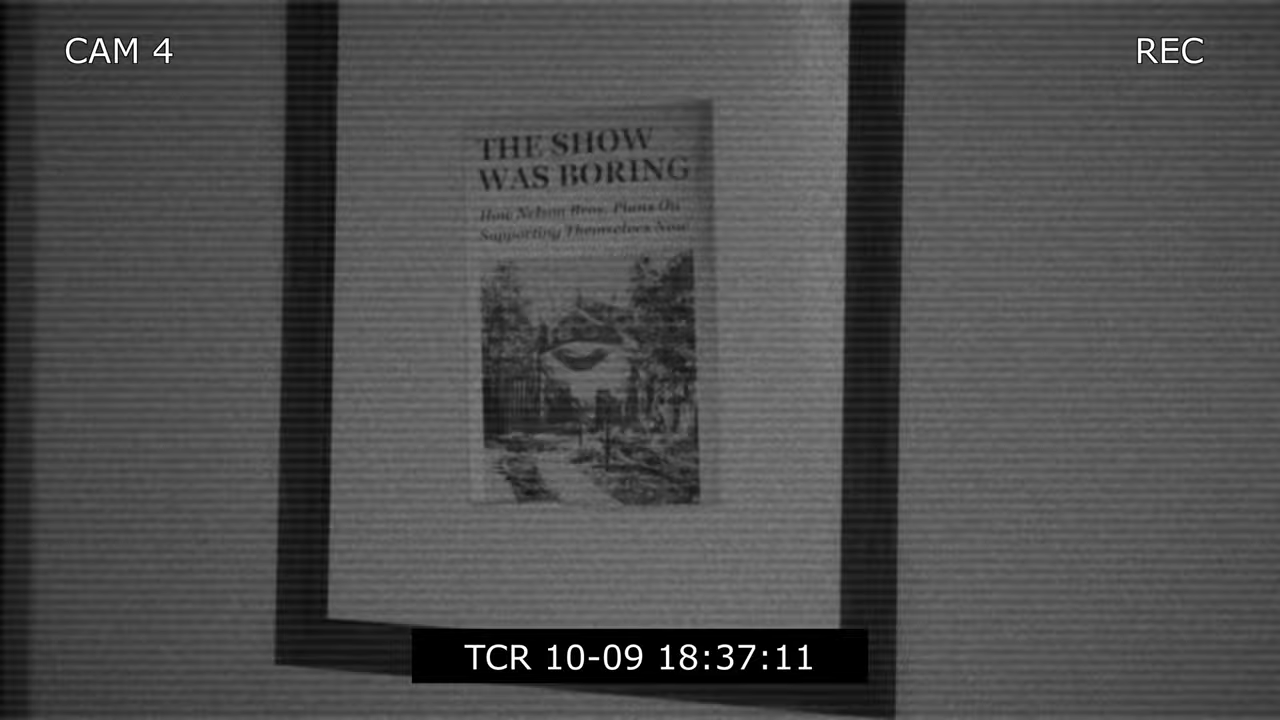 CAM 4
REC
THE SHOW
WAS BORING
How Nelson Bros. Plans On
Supporting Themselves Now
TCR 10-09 18:37:11